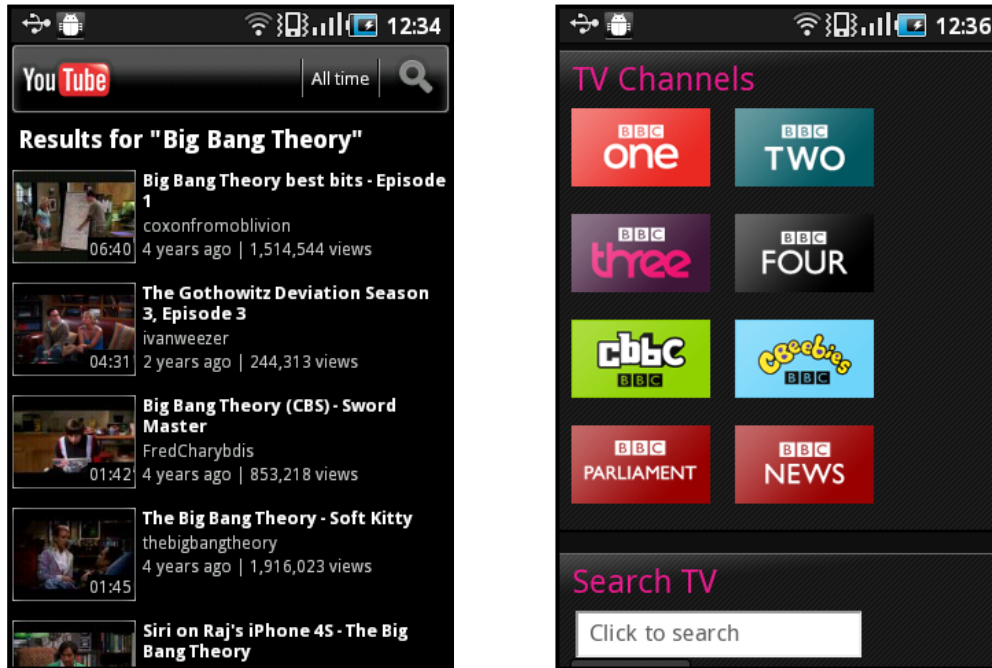 12:34
You Tube
All time
Results for "Big Bang Theory"
Big Bang Theory best bits - Episode
1
coxonfromoblivion
06:40
4 years ago | 1,514,544 views
The Gothowitz Deviation Season
3, Episode 3
ivanweezer
04:31
2 years ago | 244,313 views
Big Bang Theory (CBS) - Sword
Master
FredCharybdis
01:42
4 years ago | 853,218 views
The Big Bang Theory - Soft Kitty
thebigbangtheory
4 years ago | 1,916,023 views
01:45
Siri on Raj's iPhone 4S - The Big
Bang Theory
12:36
TV Channels
BBC
one
BBC
TWO
BBC
three
BBC
FOUR
cbbc
BBC
CBeebies
BBC
BBC
PARLIAMENT
BBC
NEWS
Search TV
Click to search